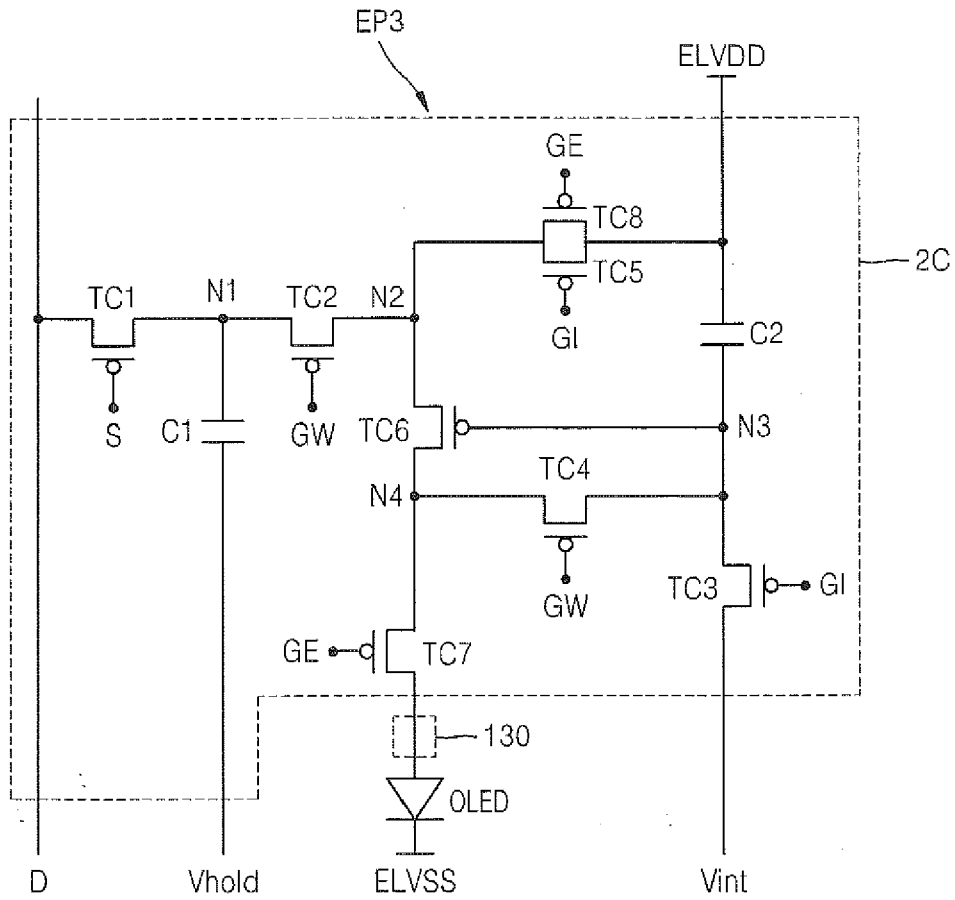 EP3
ELVDD
GE
TC8
2C
TC1
N1
TC2
N2
TC5
GI
C2
S
C1
GW
TC6
N3
TC4
N4
GW
TC3
GI
GE
TC7
130
OLED
D
Vhold
ELVSS
Vint